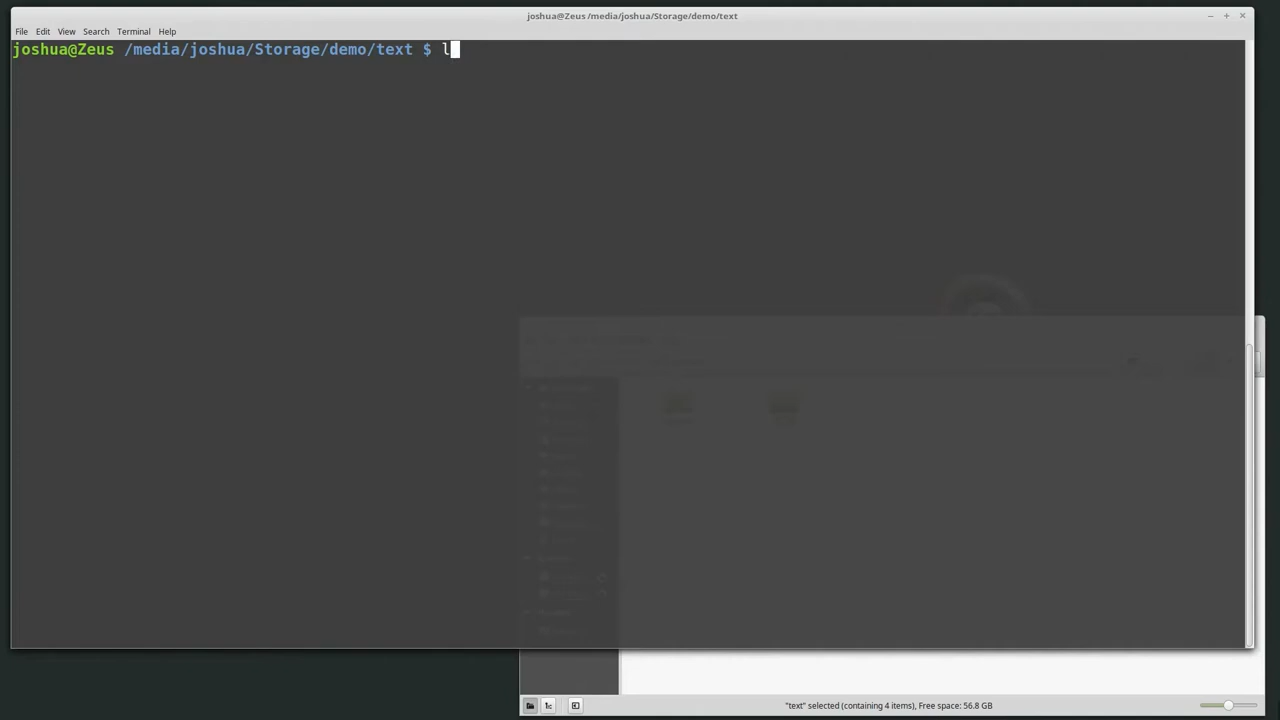 joshua@Zeus /media/joshua/Storage/demo/text
File Edit View Search Terminal Help
joshua@Zeus /media/joshua/Storage/demo/text $ l
"text" selected (containing 4 items), Free space: 56.8 GB